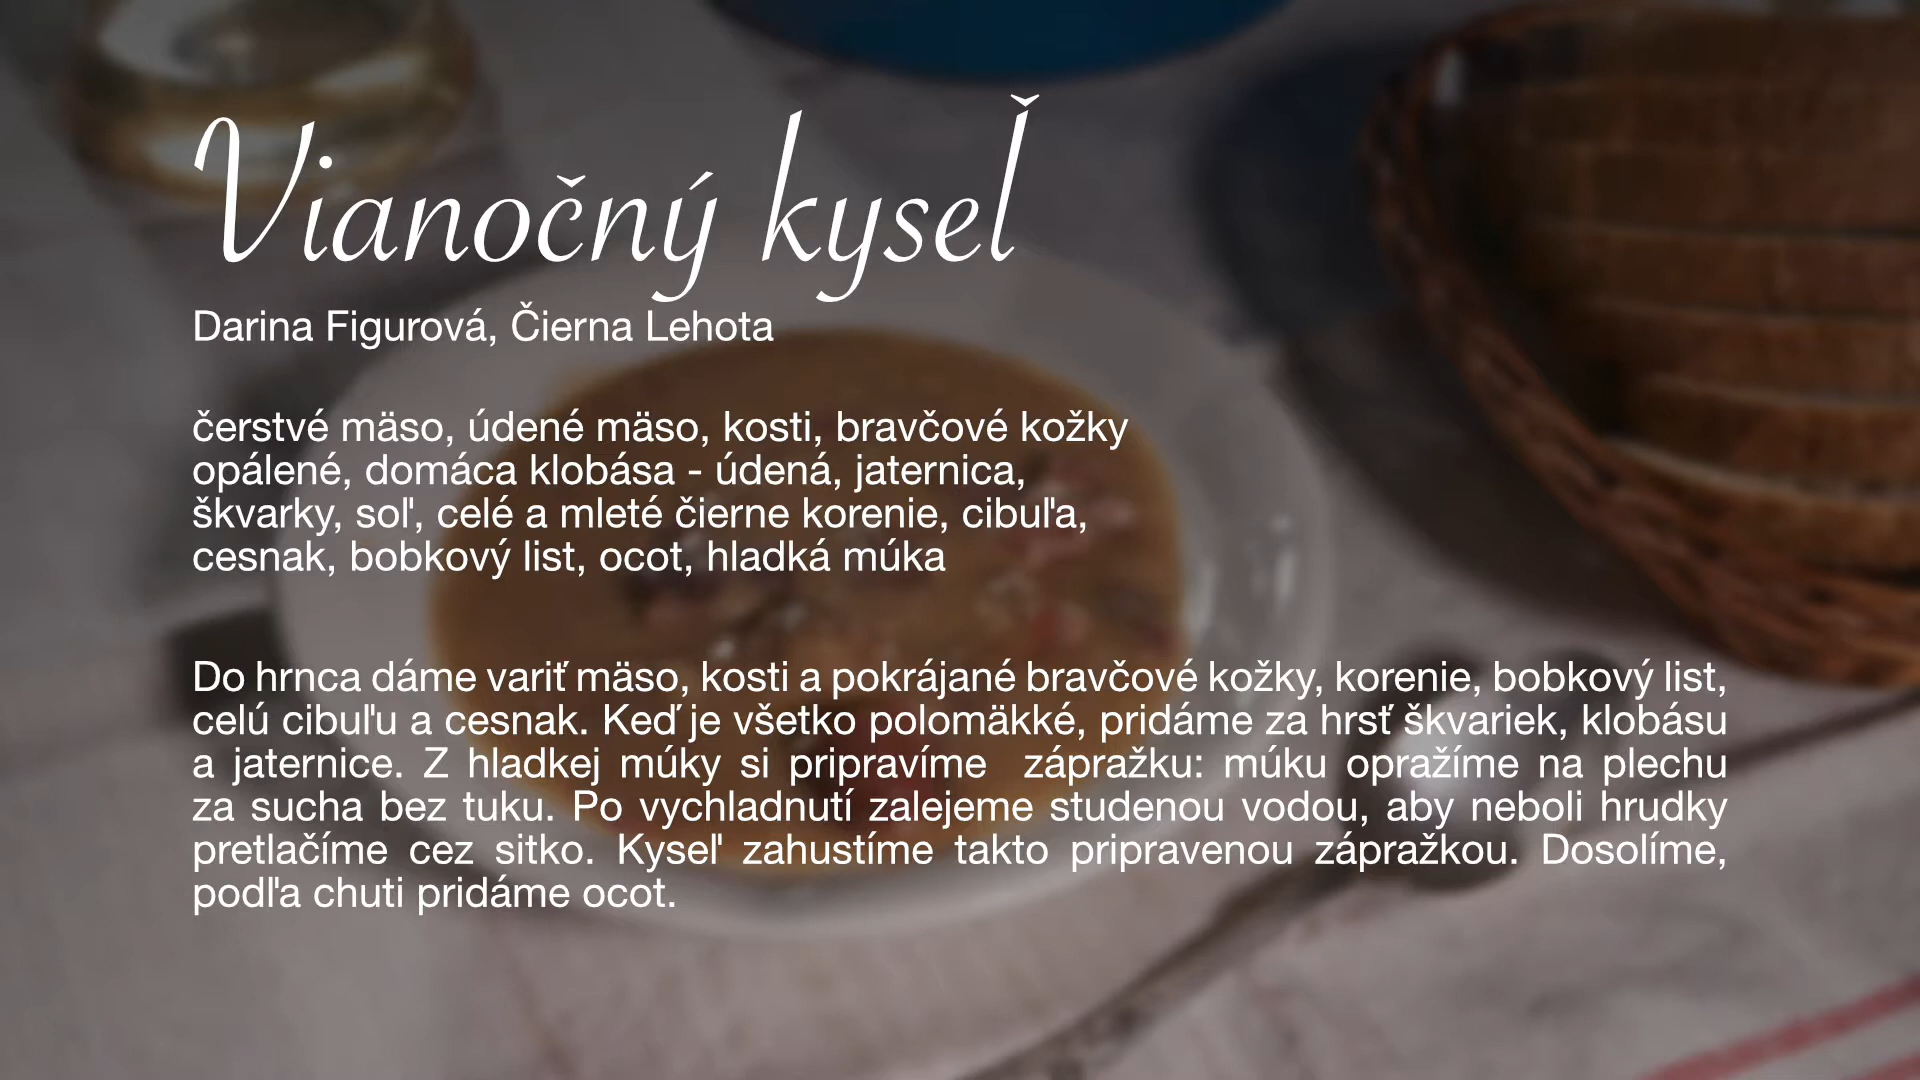 Vianočný kyseľ
Darina Figurová, Čierna Lehota
čerstvé mäso, údené mäso, kosti, bravčové kožky
opálené, domáca klobása - údená, jaternica,
škvarky, soľ, celé a mleté čierne korenie, cibuľa,
cesnak, bobkový list, ocot, hladká múka
Do hrnca dáme variť mäso, kosti a pokrájané bravčové kožky, korenie, bobkový list,
celú cibuľu a cesnak. Keď je všetko polomäkké, pridáme za hrsť škvariek, klobásu
a jaternice. Z hladkej múky si pripravíme  zápražku: múku opražíme na plechu
za sucha bez tuku. Po vychladnutí zalejeme studenou vodou, aby neboli hrudky
pretlačíme cez sitko. Kyseľ zahustíme takto pripravenou zápražkou. Dosolíme,
podľa chuti pridáme ocot.